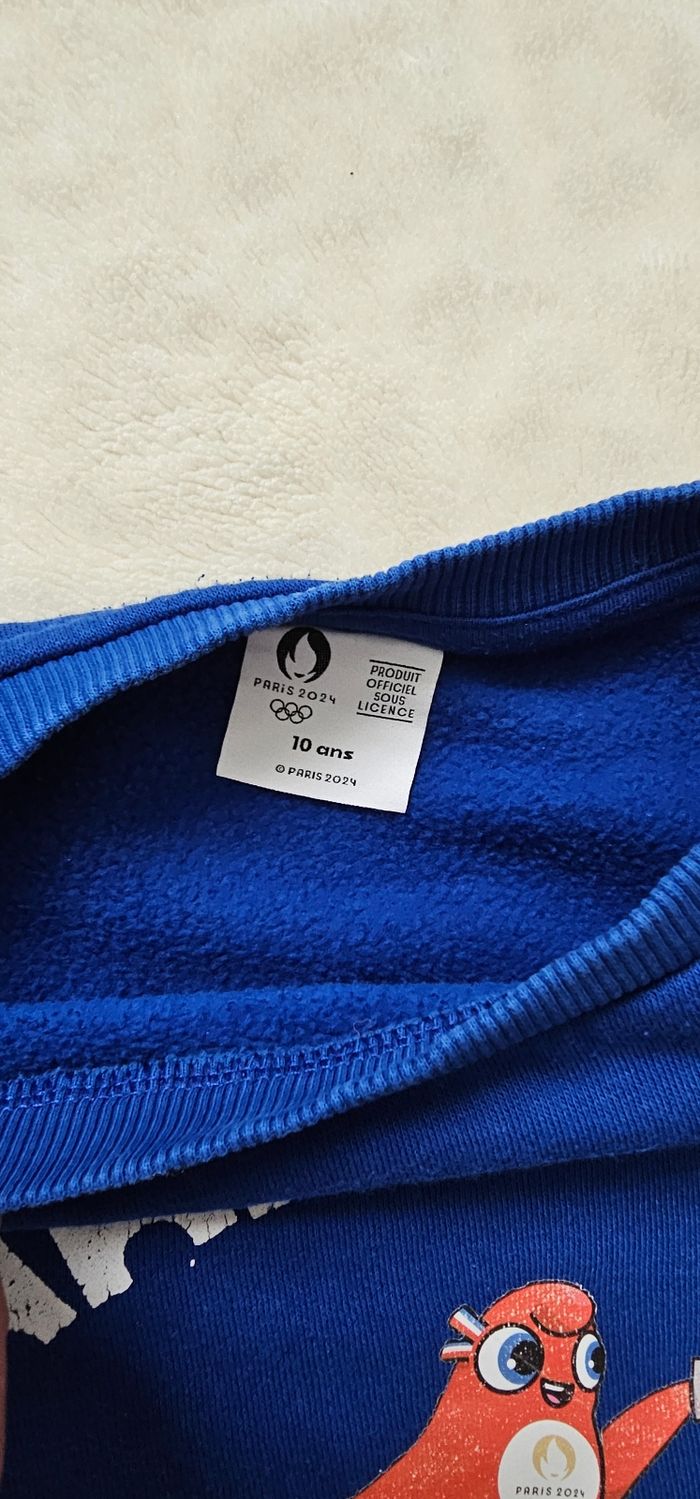 PARIS 2024
PRODUIT
OFFICIEL
SOUS
LICENCE
10 ans
© PARIS 2024
PARIS 2024